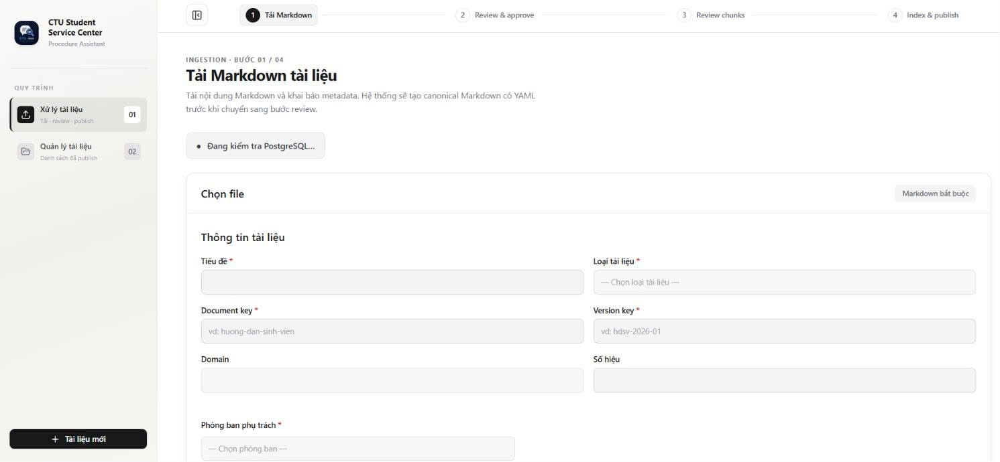 CTU Student
Service Center
Procedure Assistant
QUY TRÌNH
Xử lý tài liệu
Tải · review · publish
01
Quản lý tài liệu
Danh sách đã publish
02
+ Tài liệu mới
1 Tải Markdown
2 Review & approve
3 Review chunks
4 Index & publish
INGESTION · BƯỚC 01 / 04
Tải Markdown tài liệu
Tải nội dung Markdown và khai báo metadata. Hệ thống sẽ tạo canonical Markdown có YAML
trước khi chuyển sang bước review.
• Đang kiểm tra PostgreSQL...
Chọn file
Markdown bắt buộc
Thông tin tài liệu
Tiêu đề *
Loại tài liệu *
— Chọn loại tài liệu —
Document key *
Version key *
vd: huong-dan-sinh-vien
vd: hdsv-2026-01
Domain
Số hiệu
Phòng ban phụ trách *
— Chọn phòng ban —